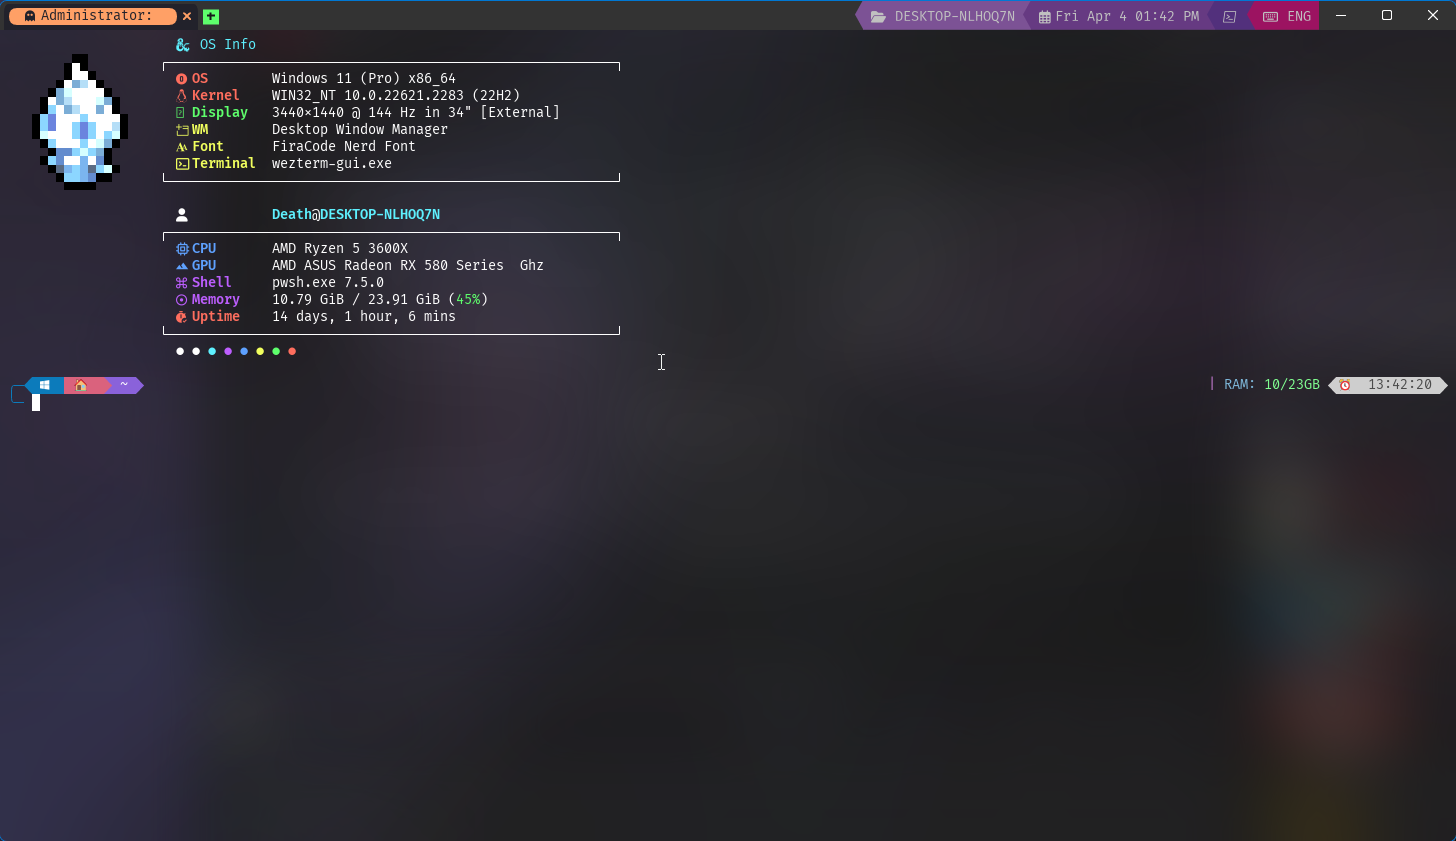 Administrator:
DESKTOP-NLHOQ7N Fri Apr 4 01:42 PM ENG
OS Info
OS Windows 11 (Pro) x86_64
Kernel WIN32_NT 10.0.22621.2283 (22H2)
Display 3440×1440 @ 144 Hz in 34" [External]
WM Desktop Window Manager
Font FiraCode Nerd Font
Terminal wezterm-gui.exe
Death@DESKTOP-NLHOQ7N
CPU AMD Ryzen 5 3600X
GPU AMD ASUS Radeon RX 580 Series  Ghz
Shell pwsh.exe 7.5.0
Memory 10.79 GiB / 23.91 GiB (45%)
Uptime 14 days, 1 hour, 6 mins
~ | RAM: 10/23GB 13:42:20